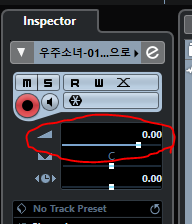 Inspector
우주소녀-01...으로
M S R W
0.00
C
0.00
No Track Preset